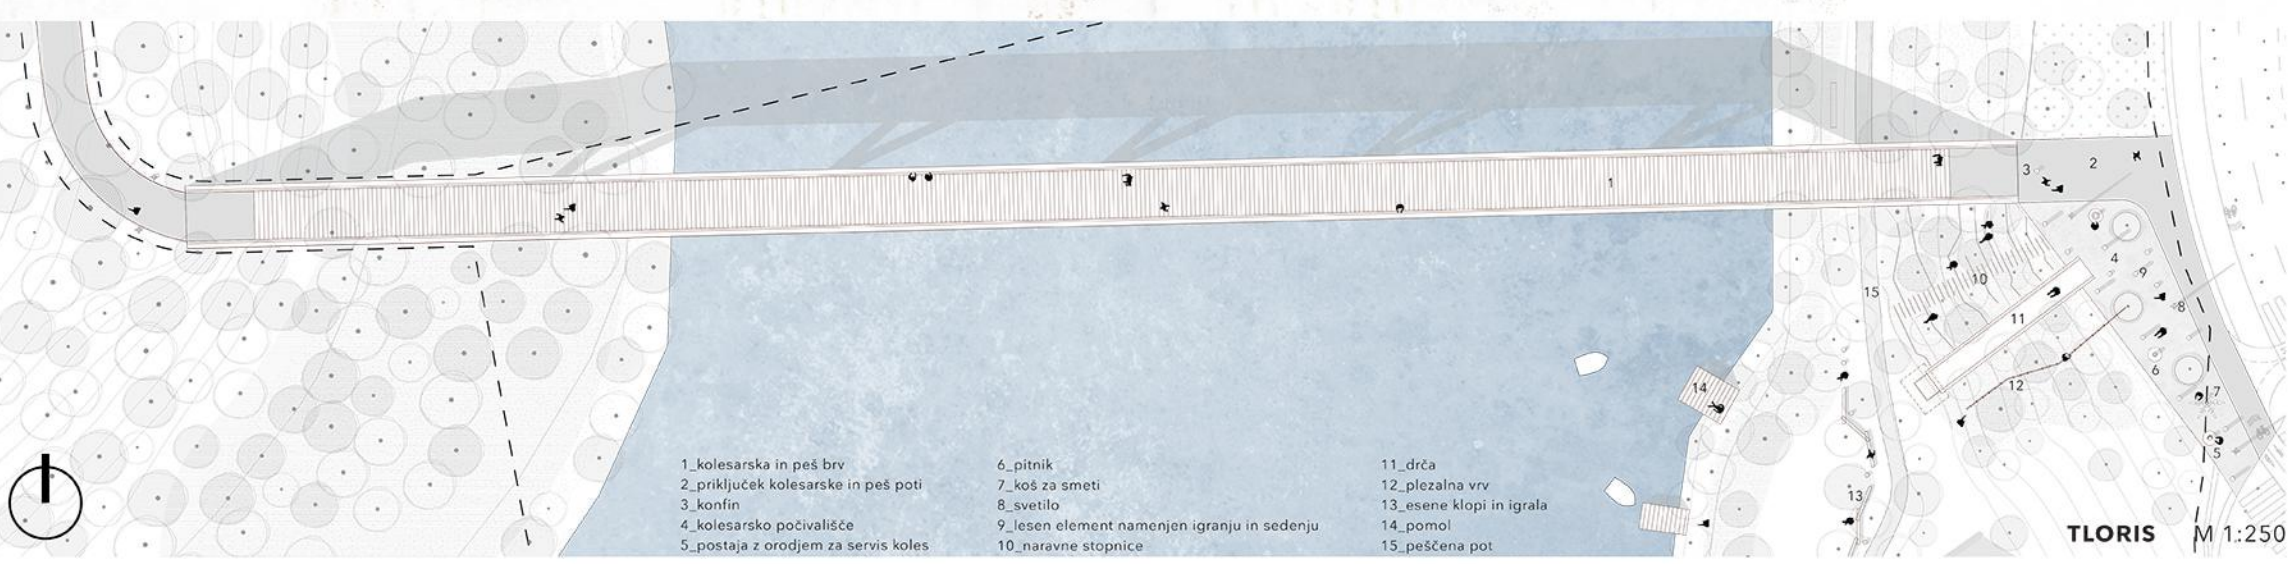 1
2
3
4
5
6
7
8
9
10
11
12
13
14
15
1_kolesarska in peš brv
2_priključek kolesarske in peš poti
3_konfin
4_kolesarsko počivališče
5_postaja z orodjem za servis koles
6_pitnik
7_koš za smeti
8_svetilo
9_lesen element namenjen igranju in sedenju
10_naravne stopnice
11_drča
12_plezalna vrv
13_esene klopi in igrala
14_pomol
15_peščena pot
TLORIS M 1:250